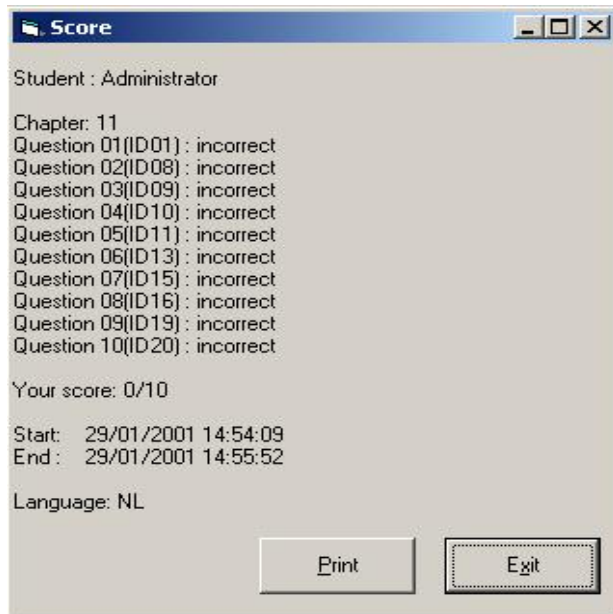 Score
Student : Administrator
Chapter: 11
Question 01(ID01) : incorrect
Question 02(ID08) : incorrect
Question 03(ID09) : incorrect
Question 04(ID10) : incorrect
Question 05(ID11) : incorrect
Question 06(ID13) : incorrect
Question 07(ID15) : incorrect
Question 08(ID16) : incorrect
Question 09(ID19) : incorrect
Question 10(ID20) : incorrect
Your score: 0/10
Start: 29/01/2001 14:54:09
End : 29/01/2001 14:55:52
Language: NL
Print Exit